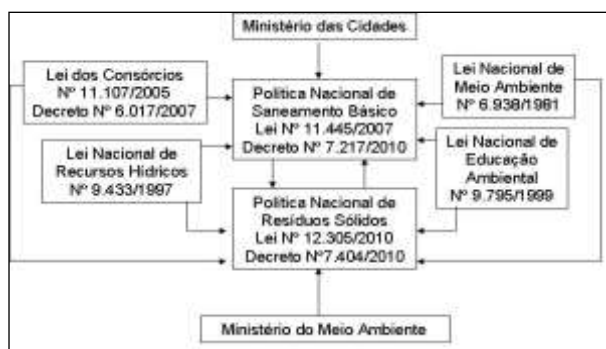 Ministério das Cidades
Lei dos Consórcios
Nº 11.107/2005
Decreto Nº 6.017/2007
Política Nacional de
Saneamento Básico
Lei Nº 11.445/2007
Decreto Nº 7.217/2010
Lei Nacional de
Meio Ambiente
Nº 6.938/1981
Lei Nacional de
Recursos Hídricos
Nº 9.433/1997
Lei Nacional de
Educação
Ambiental
Nº 9.795/1999
Política Nacional de
Resíduos Sólidos
Lei Nº 12.305/2010
Decreto Nº7.404/2010
Ministério do Meio Ambiente